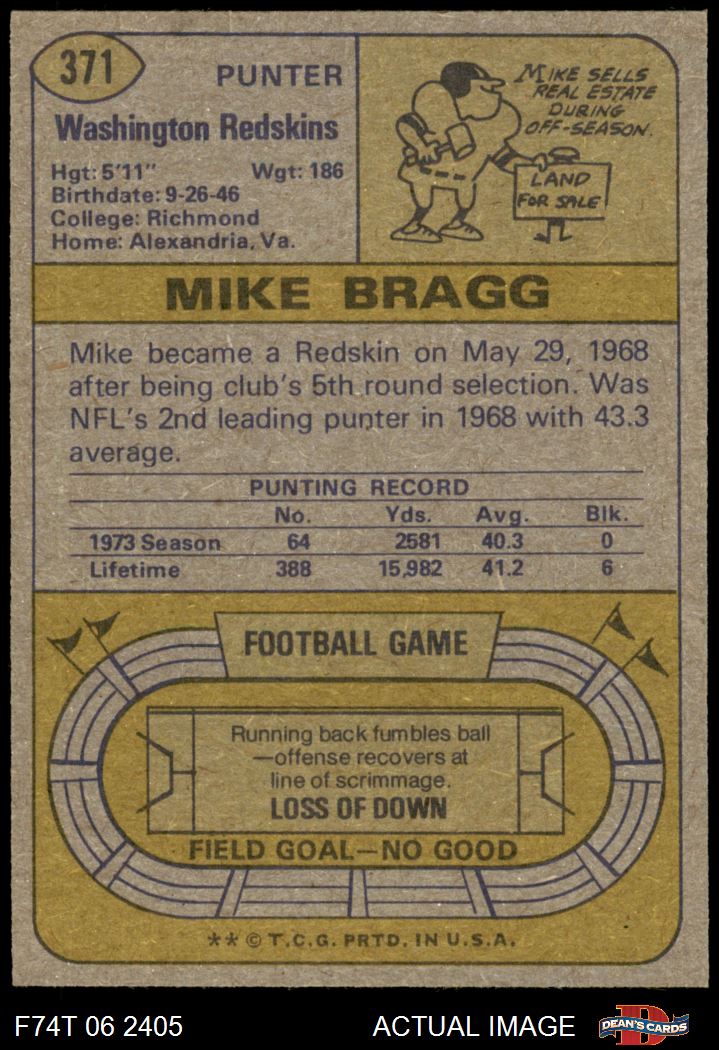 371
PUNTER
Washington Redskins
Hgt: 5'11" Wgt: 186
Birthdate: 9-26-46
College: Richmond
Home: Alexandria, Va.
MIKE SELLS
REAL ESTATE
DURING
OFF-SEASON.
LAND
FOR SALE
MIKE BRAGG
Mike became a Redskin on May 29, 1968
after being club's 5th round selection. Was
NFL's 2nd leading punter in 1968 with 43.3
average.
PUNTING RECORD
No. Yds. Avg. Blk.
1973 Season 64 2581 40.3 0
Lifetime 388 15,982 41.2 6
FOOTBALL GAME
Running back fumbles ball
—offense recovers at
line of scrimmage.
LOSS OF DOWN
FIELD GOAL—NO GOOD
** © T.C.G. PRTD. IN U.S.A.
F74T 06 2405 ACTUAL IMAGE
DEAN'S CARDS